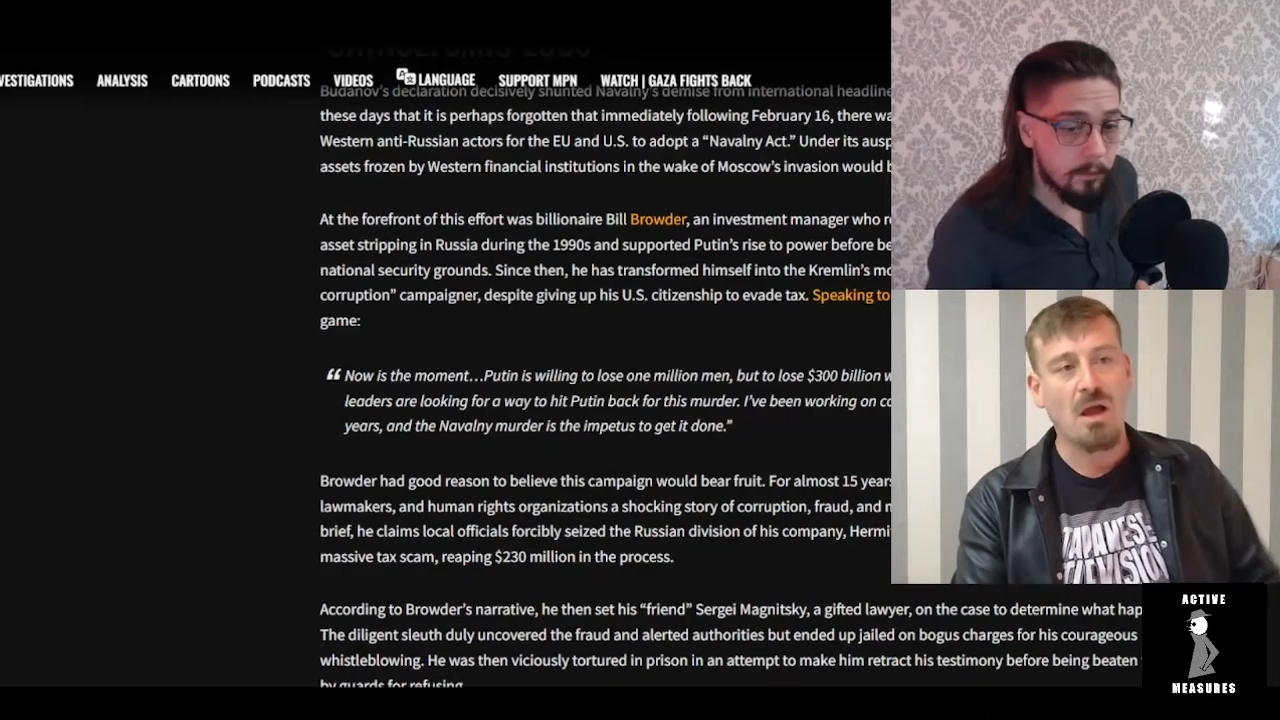 VESTIGATIONS ANALYSIS CARTOONS PODCASTS VIDEOS LANGUAGE SUPPORT MPN WATCH | GAZA FIGHTS BACK
Budanov's declaration decisively shunted Navalny's demise from international headline
these days that it is perhaps forgotten that immediately following February 16, there wa
Western anti-Russian actors for the EU and U.S. to adopt a “Navalny Act.” Under its ausp
assets frozen by Western financial institutions in the wake of Moscow's invasion would b
At the forefront of this effort was billionaire Bill Browder, an investment manager who r
asset stripping in Russia during the 1990s and supported Putin's rise to power before be
national security grounds. Since then, he has transformed himself into the Kremlin's mo
corruption” campaigner, despite giving up his U.S. citizenship to evade tax. Speaking to
game:
“ Now is the moment…Putin is willing to lose one million men, but to lose $300 billion w
leaders are looking for a way to hit Putin back for this murder. I've been working on co
years, and the Navalny murder is the impetus to get it done.”
Browder had good reason to believe this campaign would bear fruit. For almost 15 years
lawmakers, and human rights organizations a shocking story of corruption, fraud, and m
brief, he claims local officials forcibly seized the Russian division of his company, Hermi
massive tax scam, reaping $230 million in the process.
According to Browder's narrative, he then set his “friend” Sergei Magnitsky, a gifted lawyer, on the case to determine what hap
The diligent sleuth duly uncovered the fraud and alerted authorities but ended up jailed on bogus charges for his courageous
whistleblowing. He was then viciously tortured in prison in an attempt to make him retract his testimony before being beaten
by guards for refusing.
JAPANESE
TELEVISION
ACTIVE
MEASURES